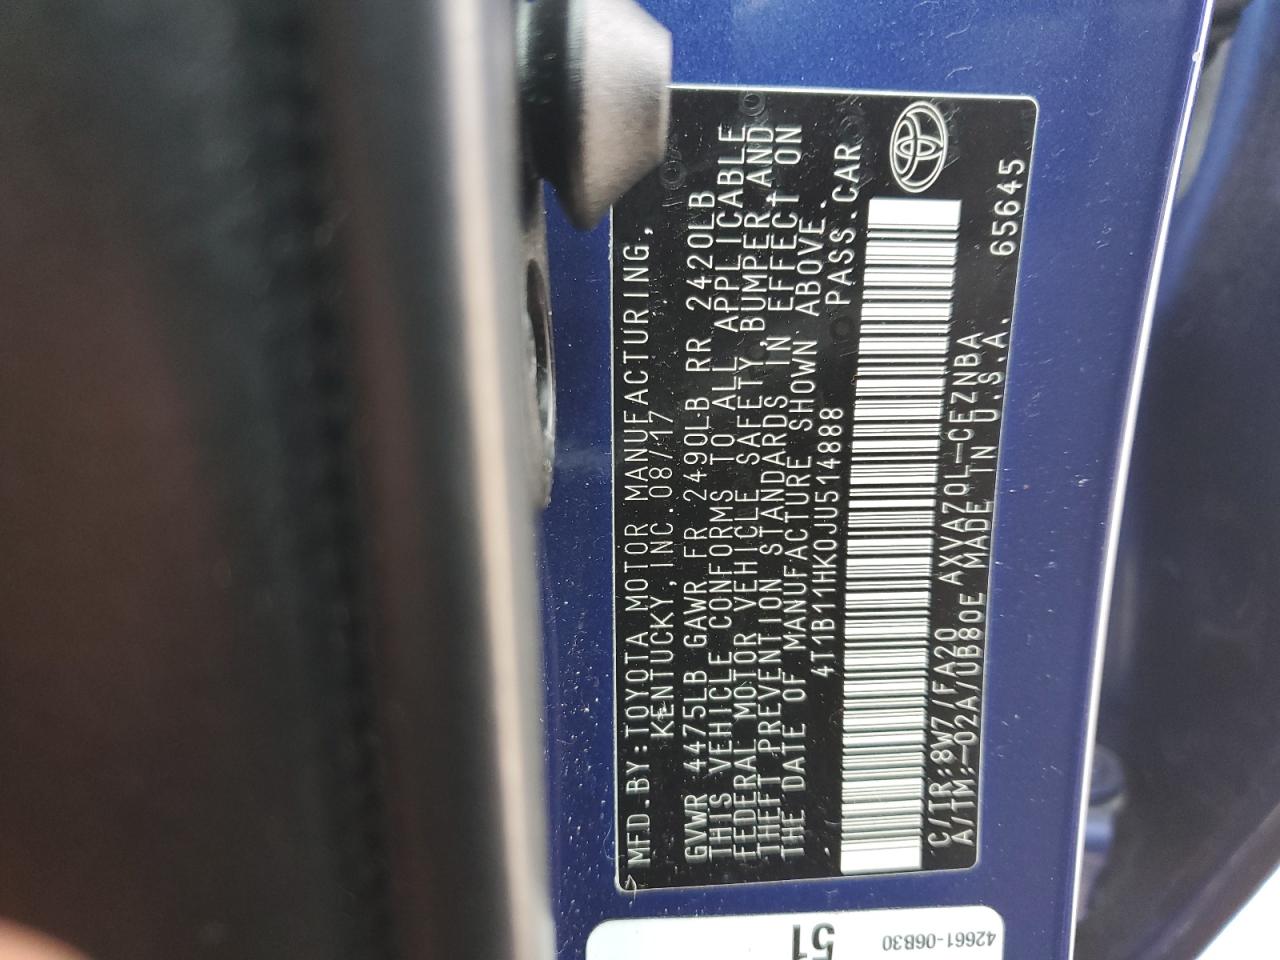 MFD.BY:TOYOTA MOTOR MANUFACTURING,
KENTUCKY,INC.08/17
GVWR 4475LB GAWR FR 2490LB RR 2420LB
THIS VEHICLE CONFORMS TO ALL APPLICABLE
FEDERAL MOTOR VEHICLE SAFETY,BUMPER,AND
THEFT PREVENTION STANDARDS IN EFFECT ON
THE DATE OF MANUFACTURE SHOWN ABOVE.
4T1B11HK0JU514888 PASS.CAR
C/TR:8W7/FA20 AXVA70L-CEZNBA
A/TM:-02A/UB80E MADE IN U.S.A. 65645
51
42661-06B30